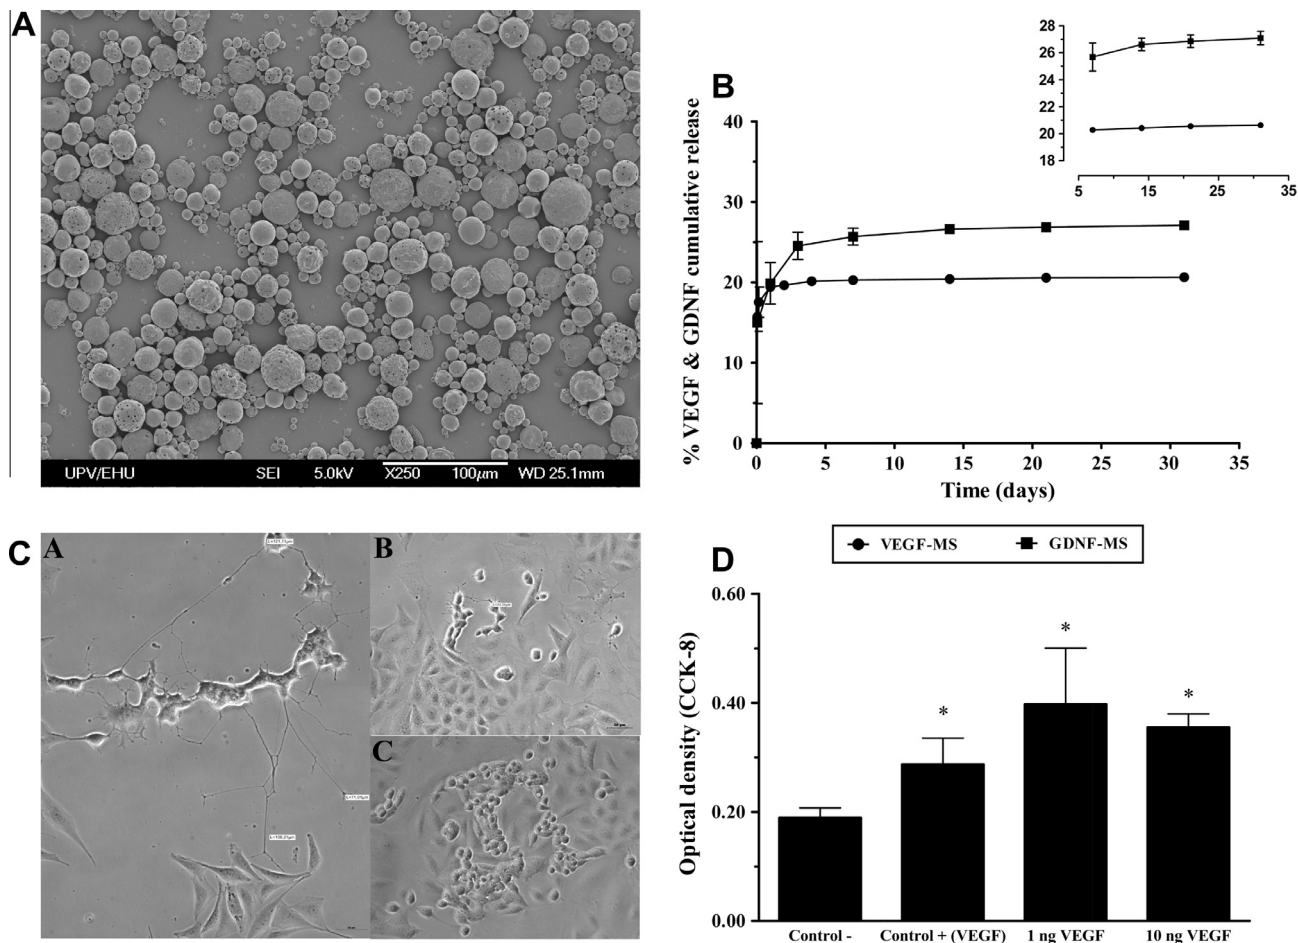 A
UPV/EHU SEI 5.0kV X250 100µm WD 25.1mm
B
% VEGF & GDNF cumulative release
40
30
20
10
0
0 5 10 15 20 25 30 35
Time (days)
28
26
24
22
20
18
5 15 25 35
VEGF-MS GDNF-MS
C
A
B
C
D
Optical density (CCK-8)
0.60
0.40
0.20
0.00
* * *
Control - Control + (VEGF) 1 ng VEGF 10 ng VEGF